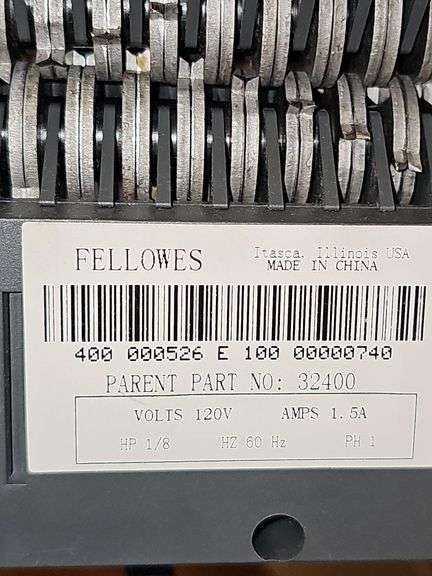 FELLOWES
Itasca, Illinois USA
MADE IN CHINA
400 000526 E 100 00000740
PARENT PART NO: 32400
VOLTS 120V AMPS 1.5A
HP 1/8 HZ 60 Hz PH 1